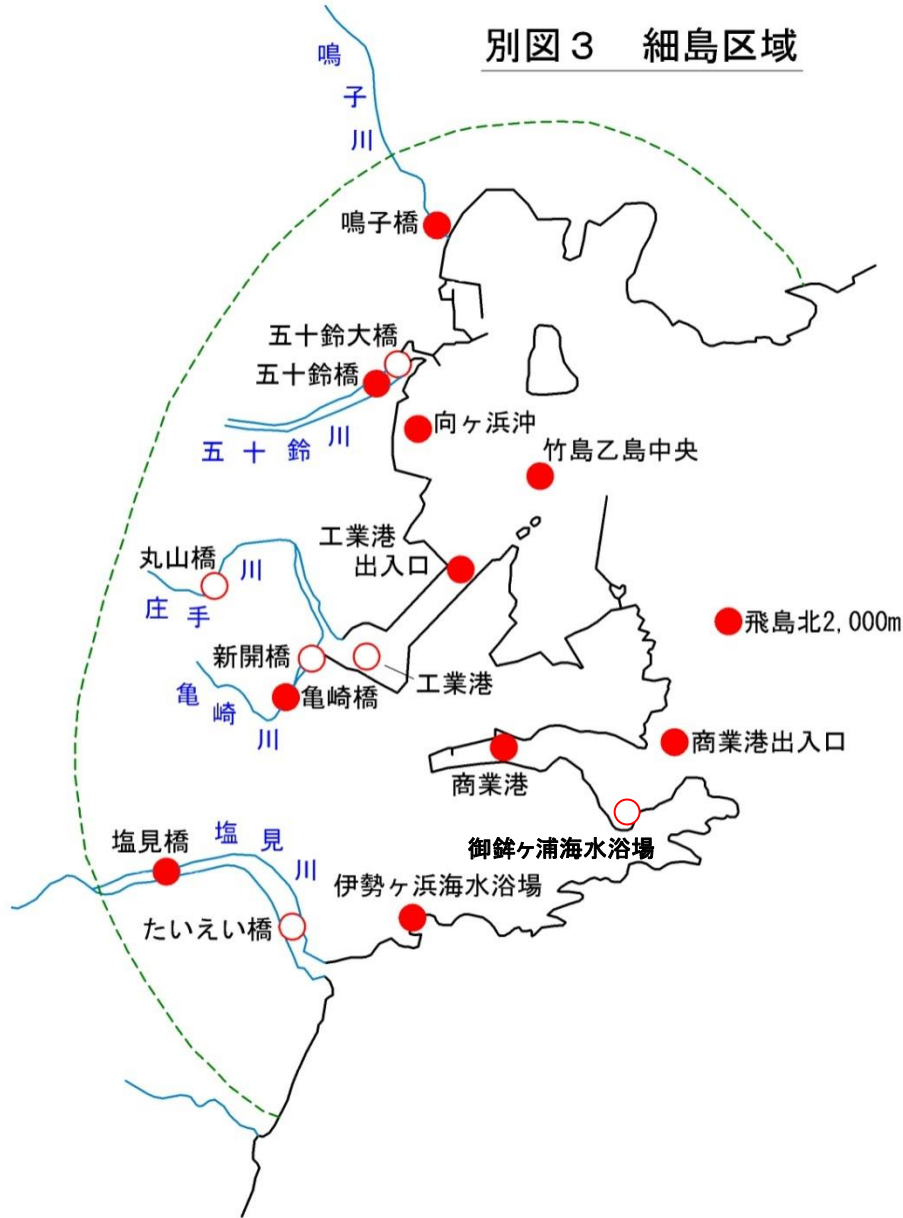 別図３　細島区域
鳴子川
鳴子橋
五十鈴大橋
五十鈴橋
五十鈴川
向ヶ浜沖
竹島乙島中央
工業港
出入口
丸山橋
庄手川
飛島北2,000m
新開橋
工業港
亀崎橋
亀崎川
商業港出入口
商業港
塩見橋
塩見川
御鉾ヶ浦海水浴場
伊勢ヶ浜海水浴場
たいえい橋